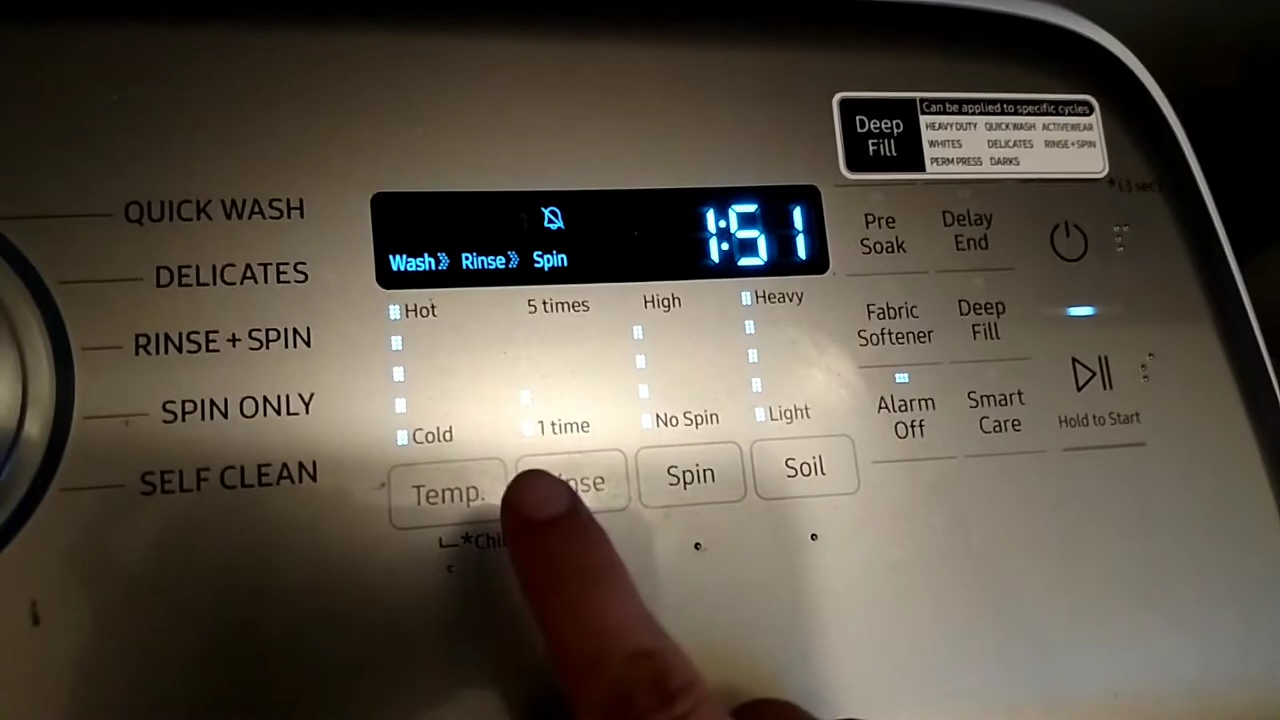 Deep
Fill
Can be applied to specific cycles
HEAVY DUTY QUICK WASH ACTIVEWEAR
WHITES DELICATES RINSE+SPIN
PERM PRESS DARKS
*(3 sec)
QUICK WASH
DELICATES
RINSE + SPIN
SPIN ONLY
SELF CLEAN
1:51
Wash Rinse Spin
Hot 5 times High Heavy
Cold 1 time No Spin Light
Temp. Spin Soil
Pre
Soak
Delay
End
Fabric
Softener
Deep
Fill
Alarm
Off
Smart
Care
Hold to Start